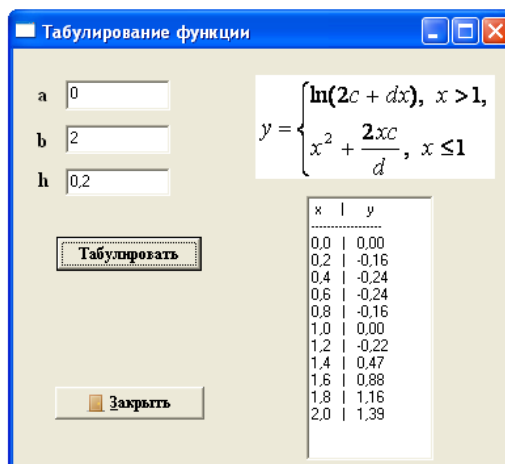 Табулирование функции
a 0
b 2
h 0,2
y = { ln(2c + dx), x > 1,
x² + 2xc/d, x ≤ 1
Табулировать
x | y
------------------
0,0 | 0,00
0,2 | -0,16
0,4 | -0,24
0,6 | -0,24
0,8 | -0,16
1,0 | 0,00
1,2 | -0,22
1,4 | 0,47
1,6 | 0,88
1,8 | 1,16
2,0 | 1,39
Закрыть